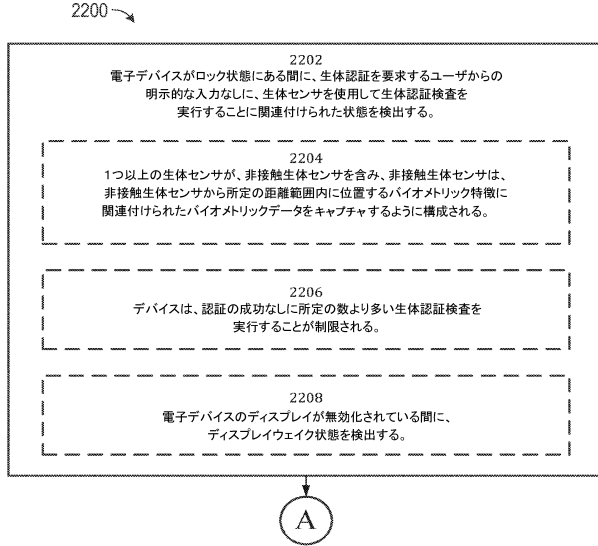 2200
2202
電子デバイスがロック状態にある間に、生体認証を要求するユーザからの
明示的な入力なしに、生体センサを使用して生体認証検査を
実行することに関連付けられた状態を検出する。
2204
1つ以上の生体センサが、非接触生体センサを含み、非接触生体センサは、
非接触生体センサから所定の距離範囲内に位置するバイオメトリック特徴に
関連付けられたバイオメトリックデータをキャプチャするように構成される。
2206
デバイスは、認証の成功なしに所定の数より多い生体認証検査を
実行することが制限される。
2208
電子デバイスのディスプレイが無効化されている間に、
ディスプレイウェイク状態を検出する。
A